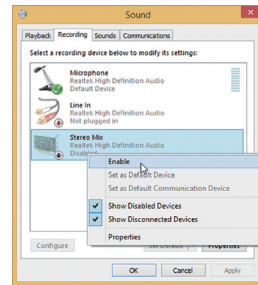 Sound
Playback Recording Sounds Communications
Select a recording device below to modify its settings:
Microphone
Realtek High Definition Audio
Default Device
Line In
Realtek High Definition Audio
Not plugged in
Stereo Mix
Realtek High Definition Audio
Disabled
Enable
Set as Default Device
Set as Default Communication Device
Show Disabled Devices
Show Disconnected Devices
Properties
Configure Set Default Properties
OK Cancel Apply